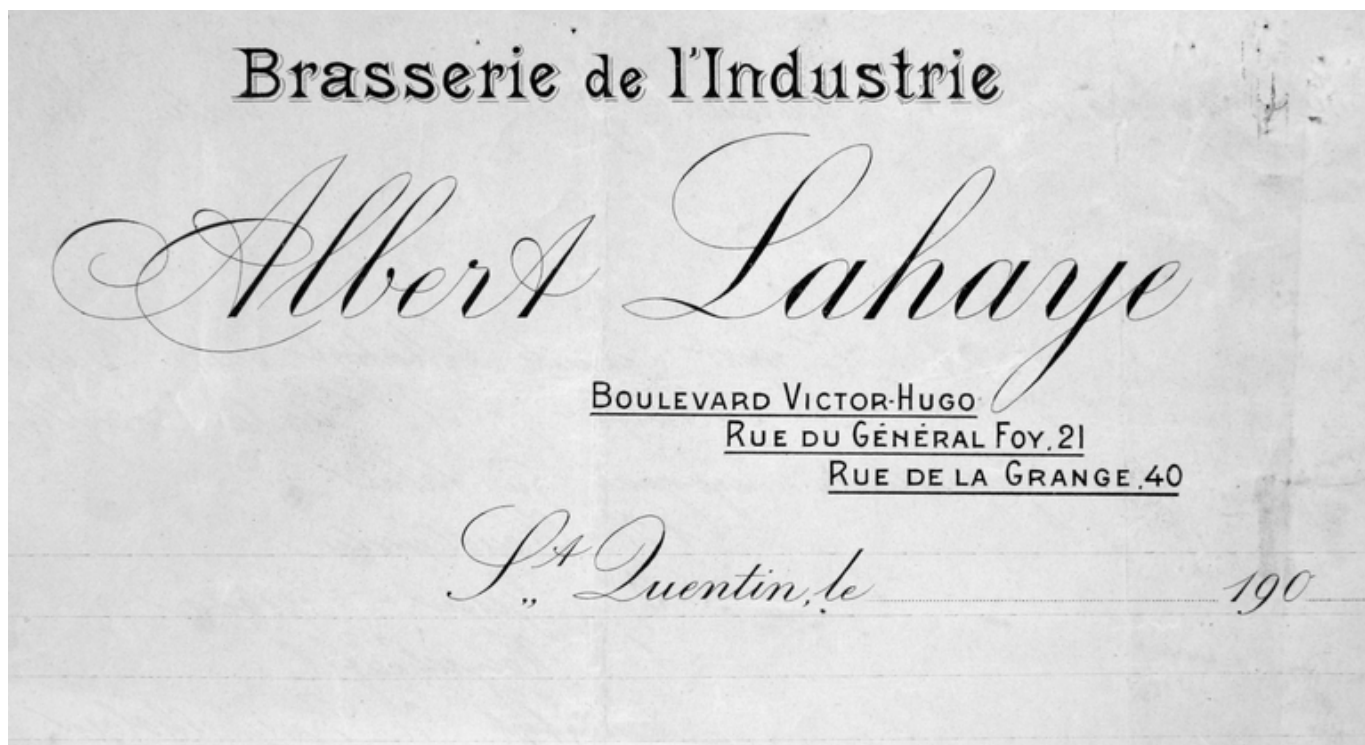 Brasserie de l'Industrie
Albert Lahaye
BOULEVARD VICTOR-HUGO
RUE DU GÉNÉRAL FOY, 21
RUE DE LA GRANGE, 40
St Quentin, le 190